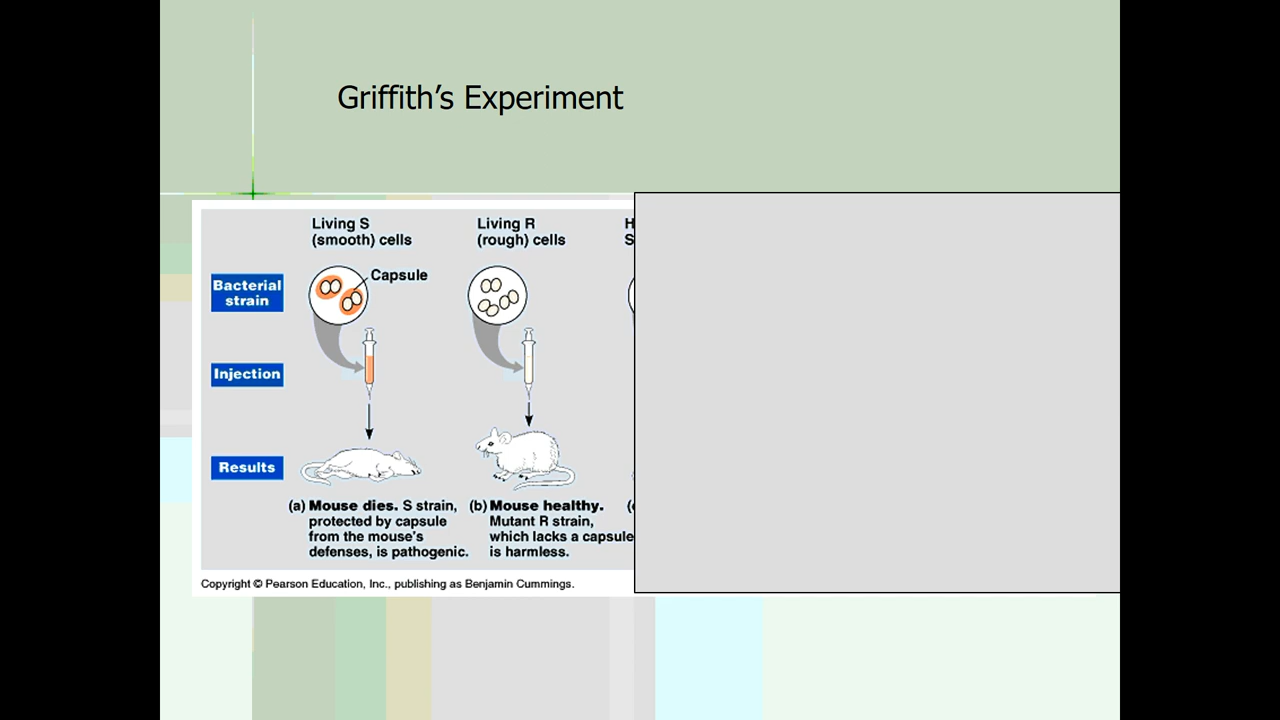 Griffith’s Experiment
Living S
(smooth) cells
Living R
(rough) cells
H
S
Capsule
Bacterial
strain
Injection
Results
(a) Mouse dies. S strain,
protected by capsule
from the mouse's
defenses, is pathogenic.
(b) Mouse healthy.
Mutant R strain,
which lacks a capsule
is harmless.
Copyright © Pearson Education, Inc., publishing as Benjamin Cummings.